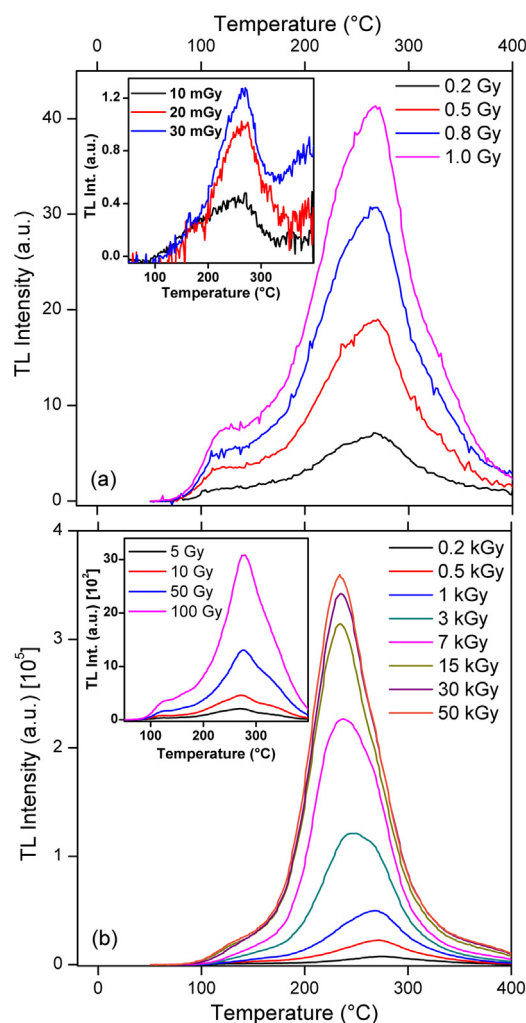 Temperature (°C)
0 100 200 300 400
TL Intensity (a.u.)
40
30
20
10
0
0.2 Gy
0.5 Gy
0.8 Gy
1.0 Gy
TL Int. (a.u.)
1.2
0.8
0.4
0.0
10 mGy
20 mGy
30 mGy
100 200 300
Temperature (°C)
(a)
TL Intensity (a.u.) [10⁵]
4
3
2
1
0
0.2 kGy
0.5 kGy
1 kGy
3 kGy
7 kGy
15 kGy
30 kGy
50 kGy
TL Int. (a.u.) [10²]
30
20
10
0
5 Gy
10 Gy
50 Gy
100 Gy
100 200 300
Temperature (°C)
(b)
0 100 200 300 400
Temperature (°C)